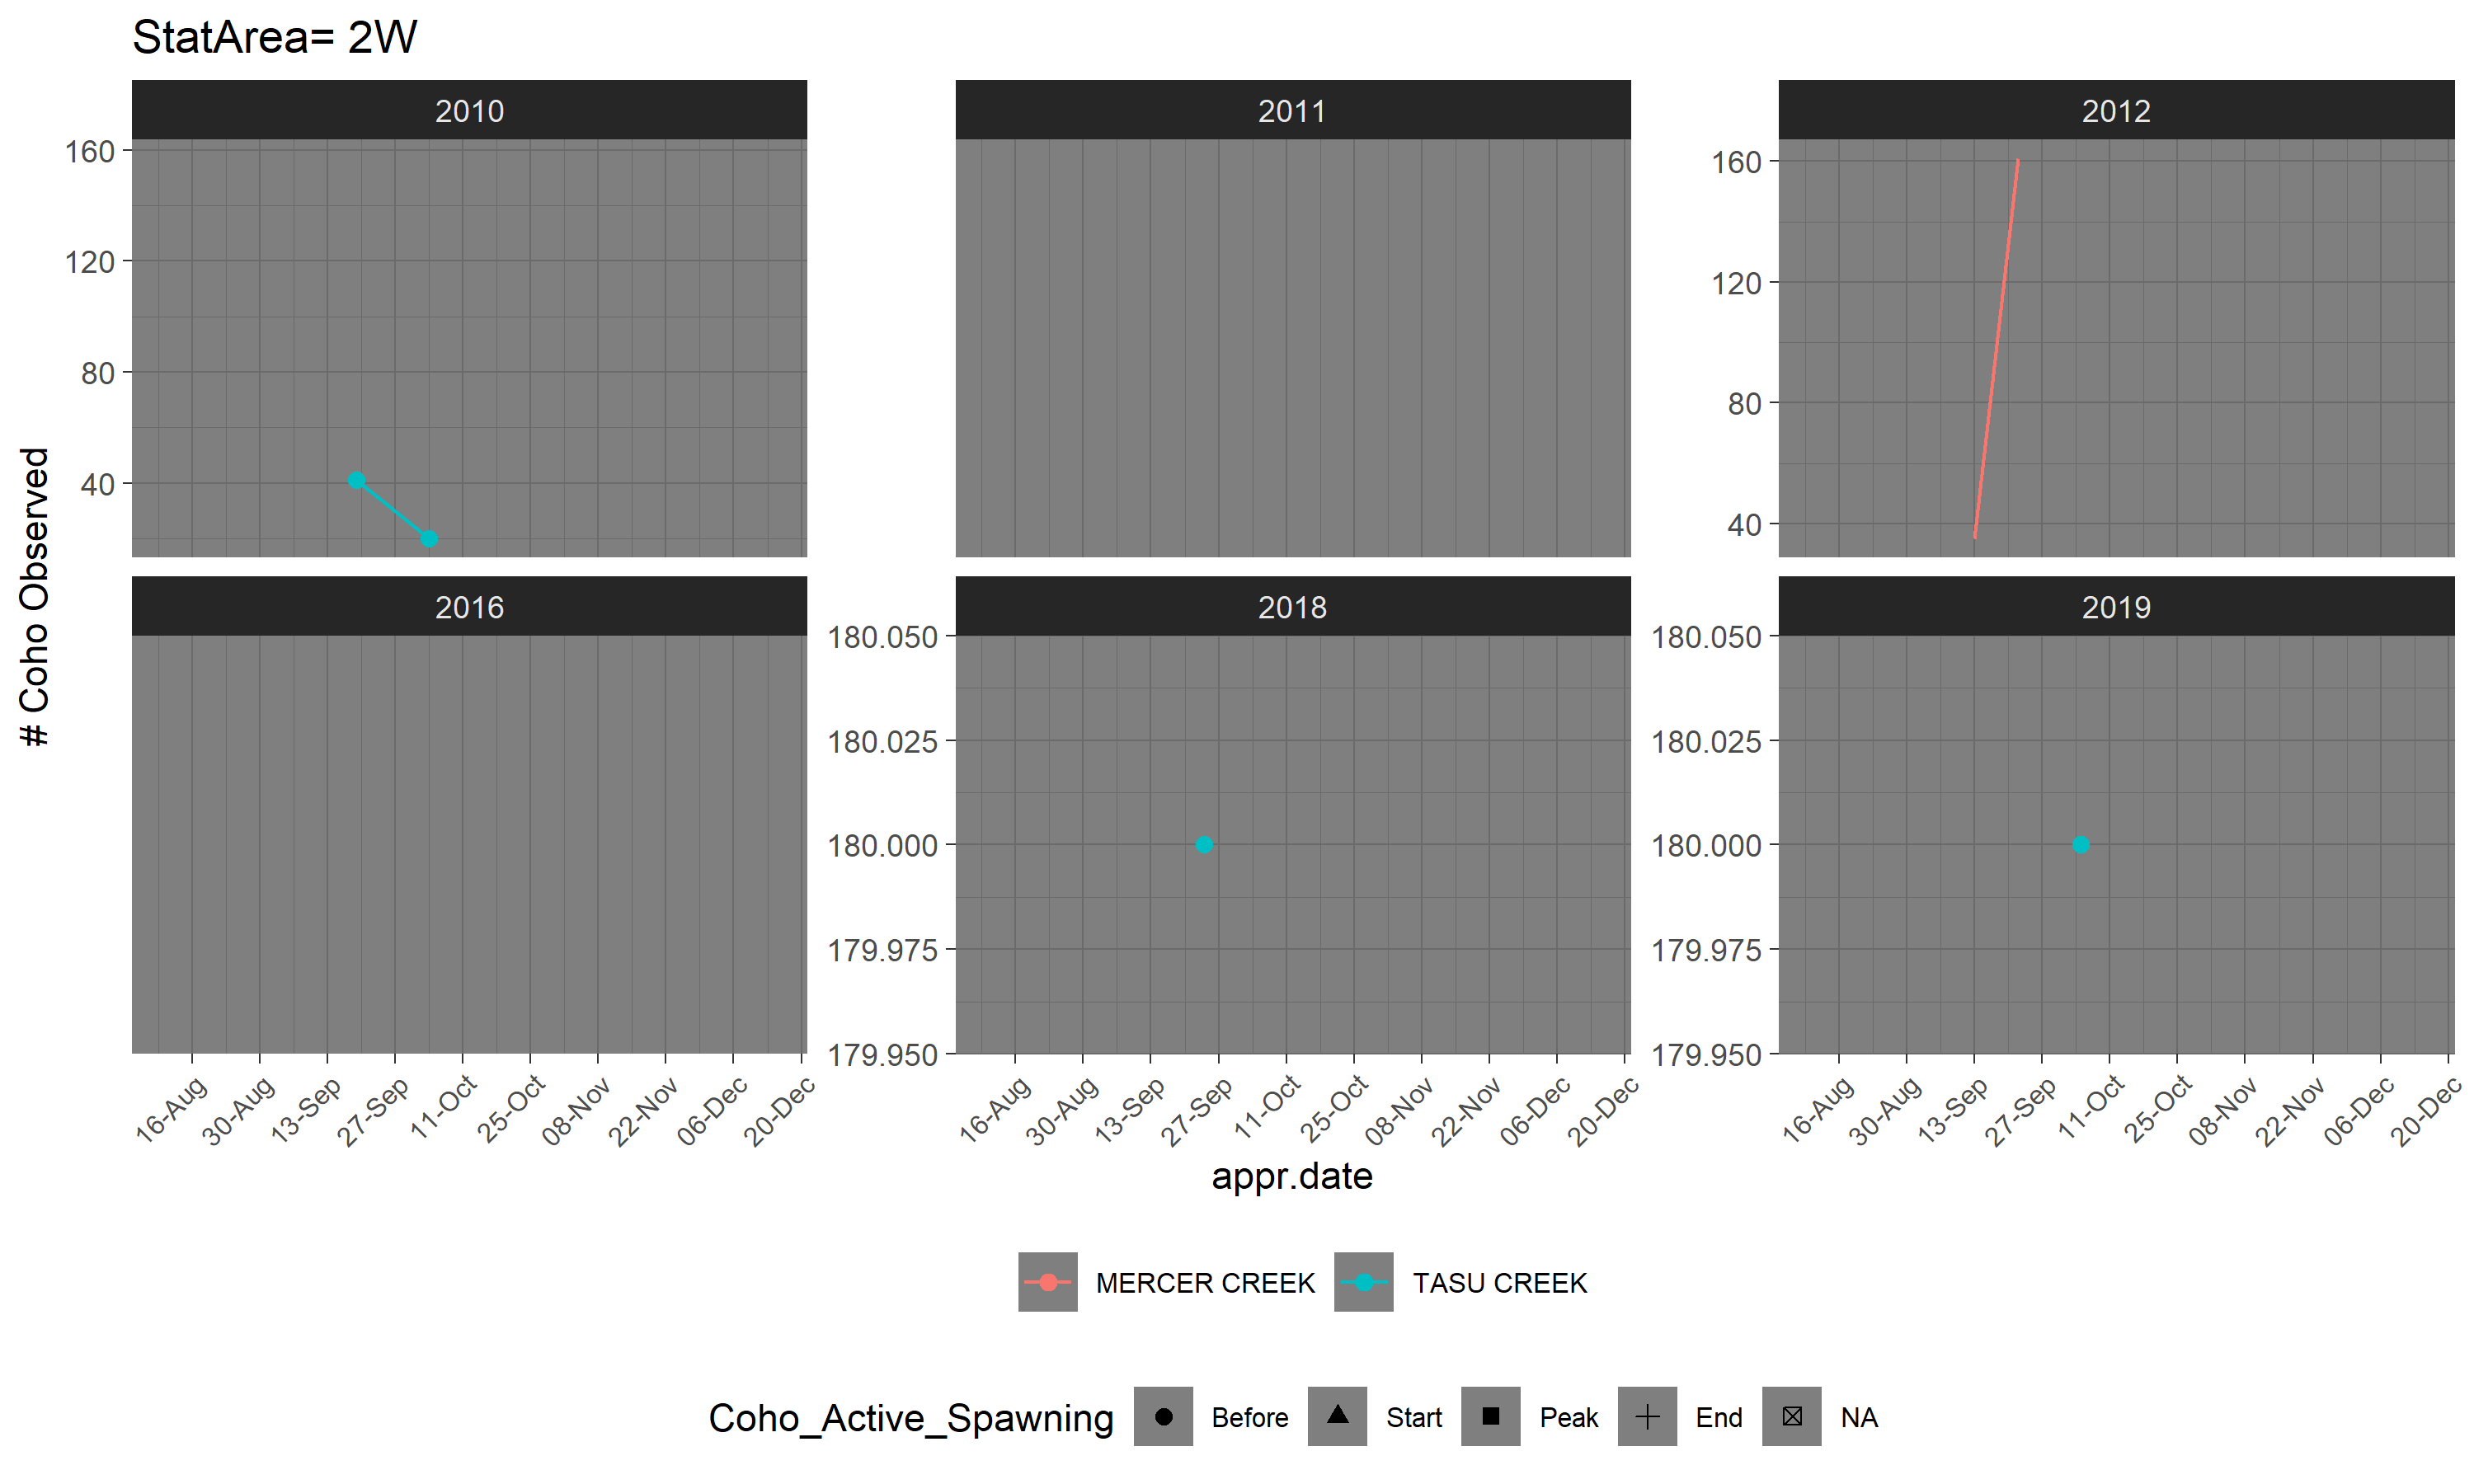 StatArea= 2W
2010 2011 2012
160 160
120 120
80 80
40 40
# Coho Observed
2016 2018 2019
180.050 180.050
180.025 180.025
180.000 180.000
179.975 179.975
179.950 179.950
16-Aug 30-Aug 13-Sep 27-Sep 11-Oct 25-Oct 08-Nov 22-Nov 06-Dec 20-Dec 16-Aug 30-Aug 13-Sep 27-Sep 11-Oct 25-Oct 08-Nov 22-Nov 06-Dec 20-Dec 16-Aug 30-Aug 13-Sep 27-Sep 11-Oct 25-Oct 08-Nov 22-Nov 06-Dec 20-Dec
appr.date
MERCER CREEK TASU CREEK
Coho_Active_Spawning Before Start Peak End NA